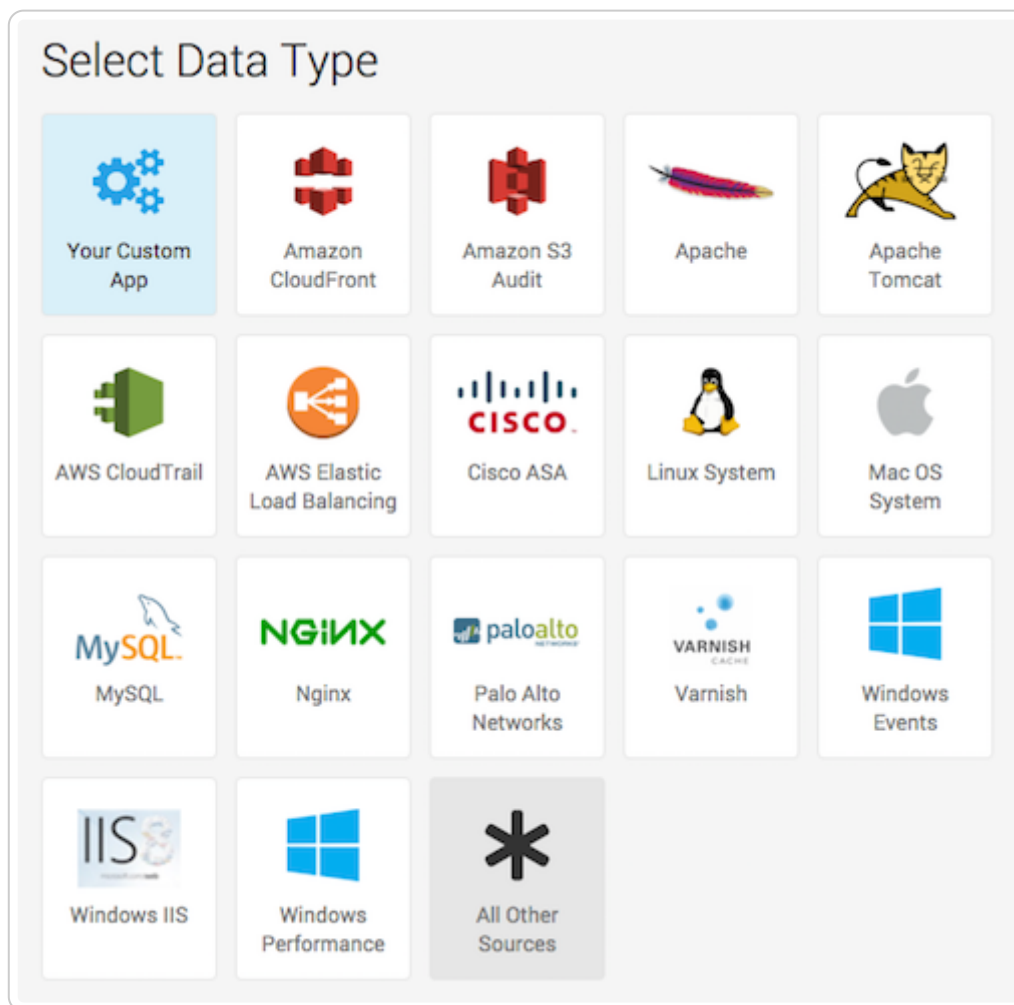 Select Data Type
Your Custom
App
Amazon
CloudFront
Amazon S3
Audit
Apache
Apache
Tomcat
AWS CloudTrail
AWS Elastic
Load Balancing
CISCO
Cisco ASA
Linux System
Mac OS
System
MySQL
MySQL
NGINX
Nginx
paloalto
NETWORKS
Palo Alto
Networks
VARNISH
CACHE
Varnish
Windows
Events
IIS8
Windows IIS
Windows
Performance
All Other
Sources